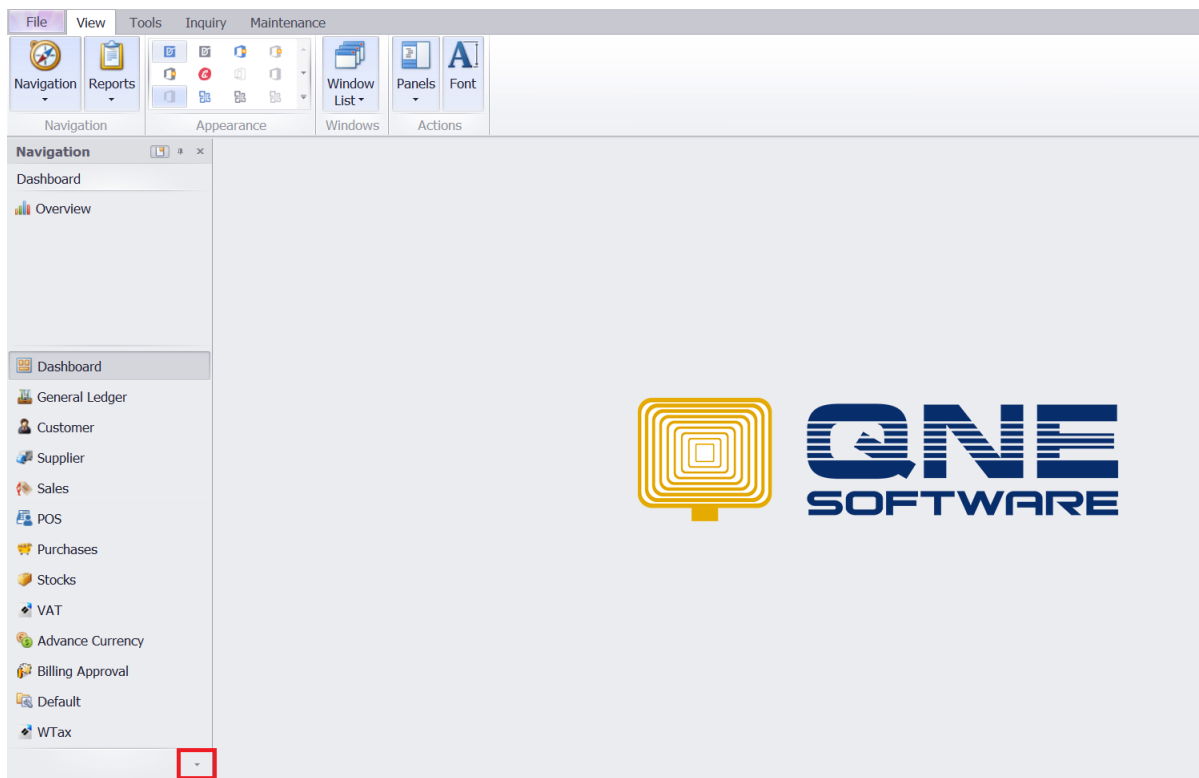 File View Tools Inquiry Maintenance
Navigation Reports Window List Panels Font
Navigation Appearance Windows Actions
Navigation
Dashboard
Overview
Dashboard
General Ledger
Customer
Supplier
Sales
POS
Purchases
Stocks
VAT
Advance Currency
Billing Approval
Default
WTax
QNE
SOFTWARE